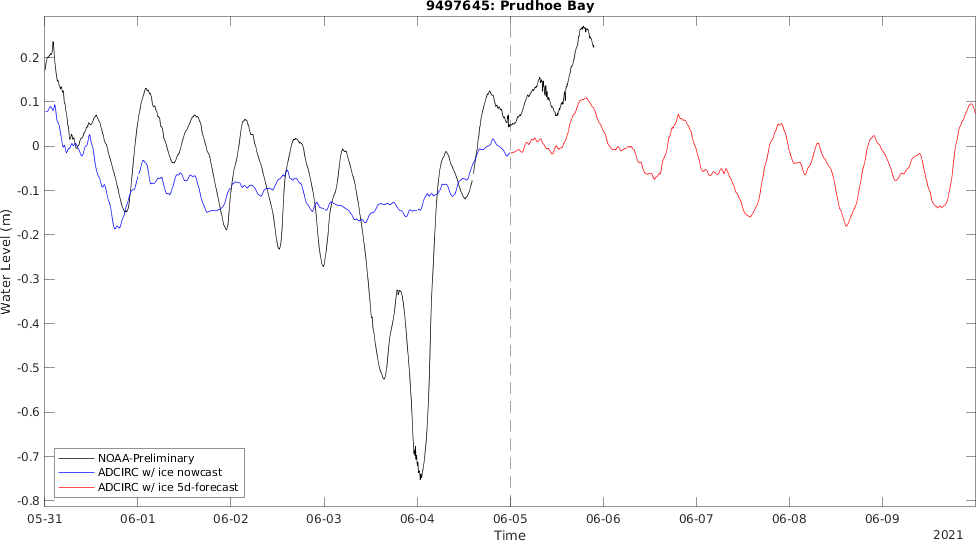 9497645: Prudhoe Bay
Water Level (m)
0.2
0.1
0
-0.1
-0.2
-0.3
-0.4
-0.5
-0.6
-0.7
-0.8
NOAA-Preliminary
ADCIRC w/ ice nowcast
ADCIRC w/ ice 5d-forecast
05-31 06-01 06-02 06-03 06-04 06-05 06-06 06-07 06-08 06-09
Time
2021